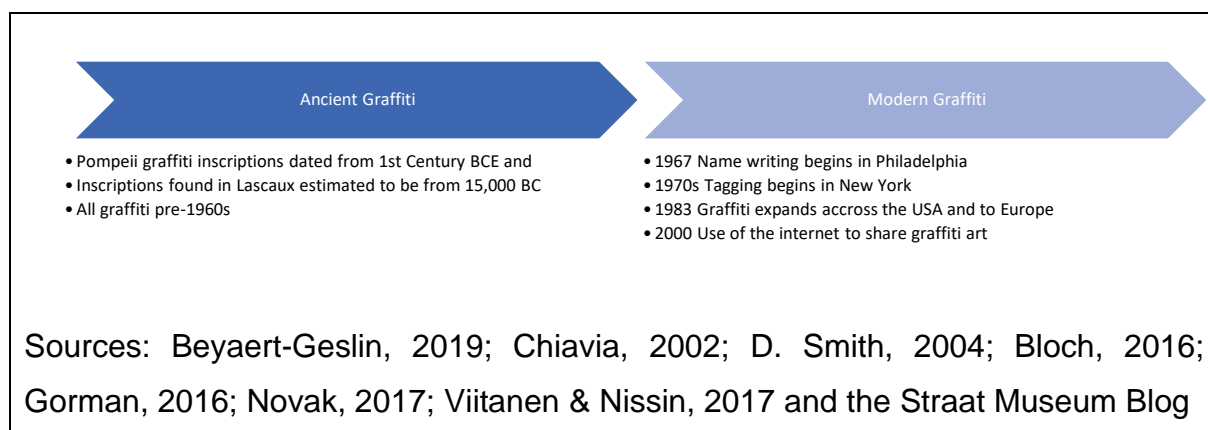 Ancient Graffiti
• Pompeii graffiti inscriptions dated from 1st Century BCE and
• Inscriptions found in Lascaux estimated to be from 15,000 BC
• All graffiti pre-1960s
Modern Graffiti
• 1967 Name writing begins in Philadelphia
• 1970s Tagging begins in New York
• 1983 Graffiti expands accross the USA and to Europe
• 2000 Use of the internet to share graffiti art
Sources: Beyaert-Geslin, 2019; Chiavia, 2002; D. Smith, 2004; Bloch, 2016;
Gorman, 2016; Novak, 2017; Viitanen & Nissin, 2017 and the Straat Museum Blog